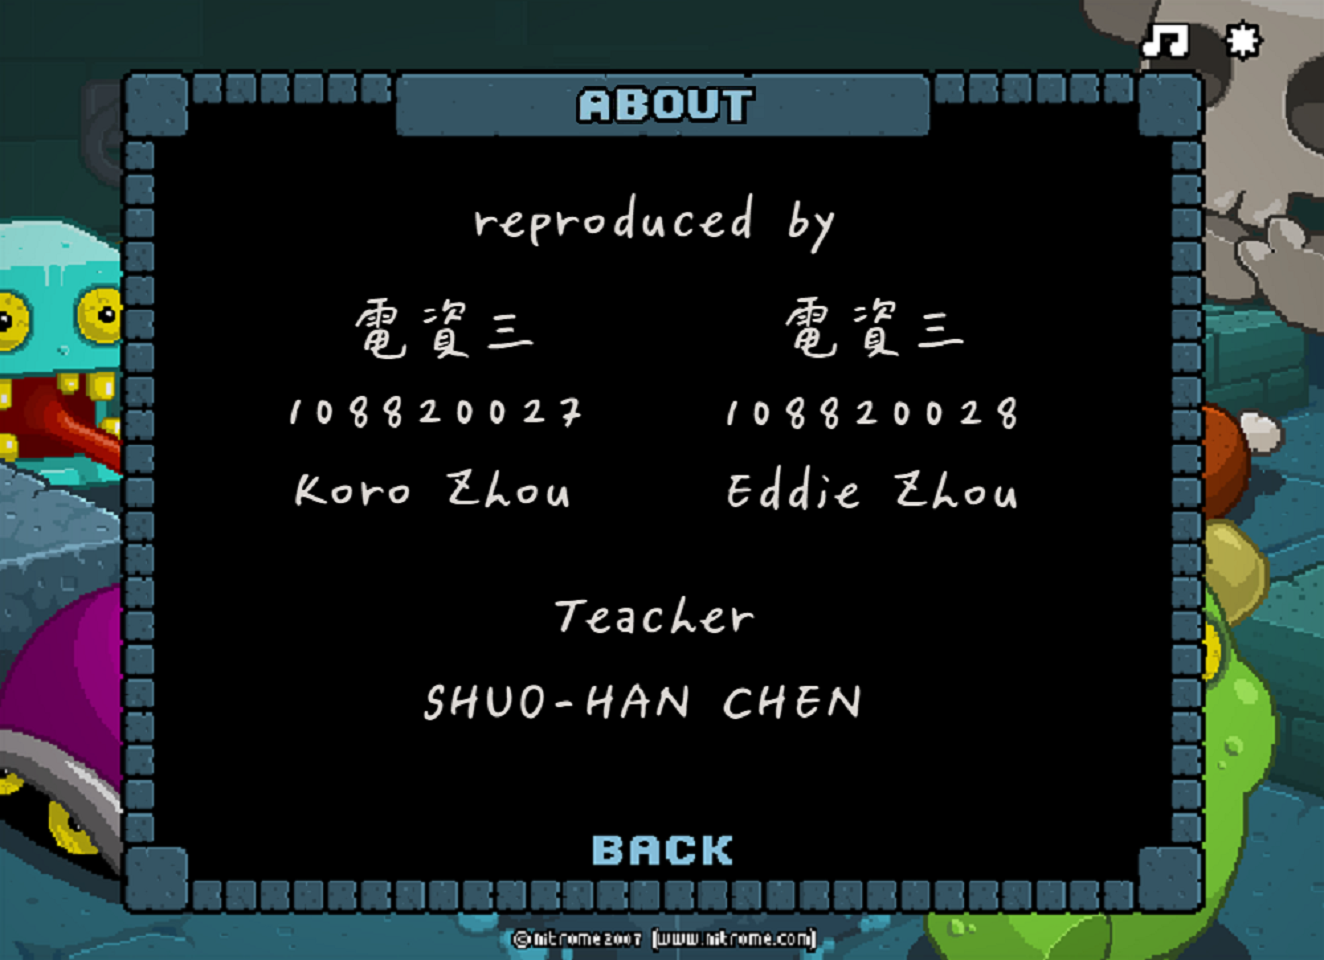 ABOUT
reproduced by
電資三 電資三
108820027 108820028
Koro Zhou Eddie Zhou
Teacher
SHUO-HAN CHEN
BACK
©nitrome2007 [www.nitrome.com]